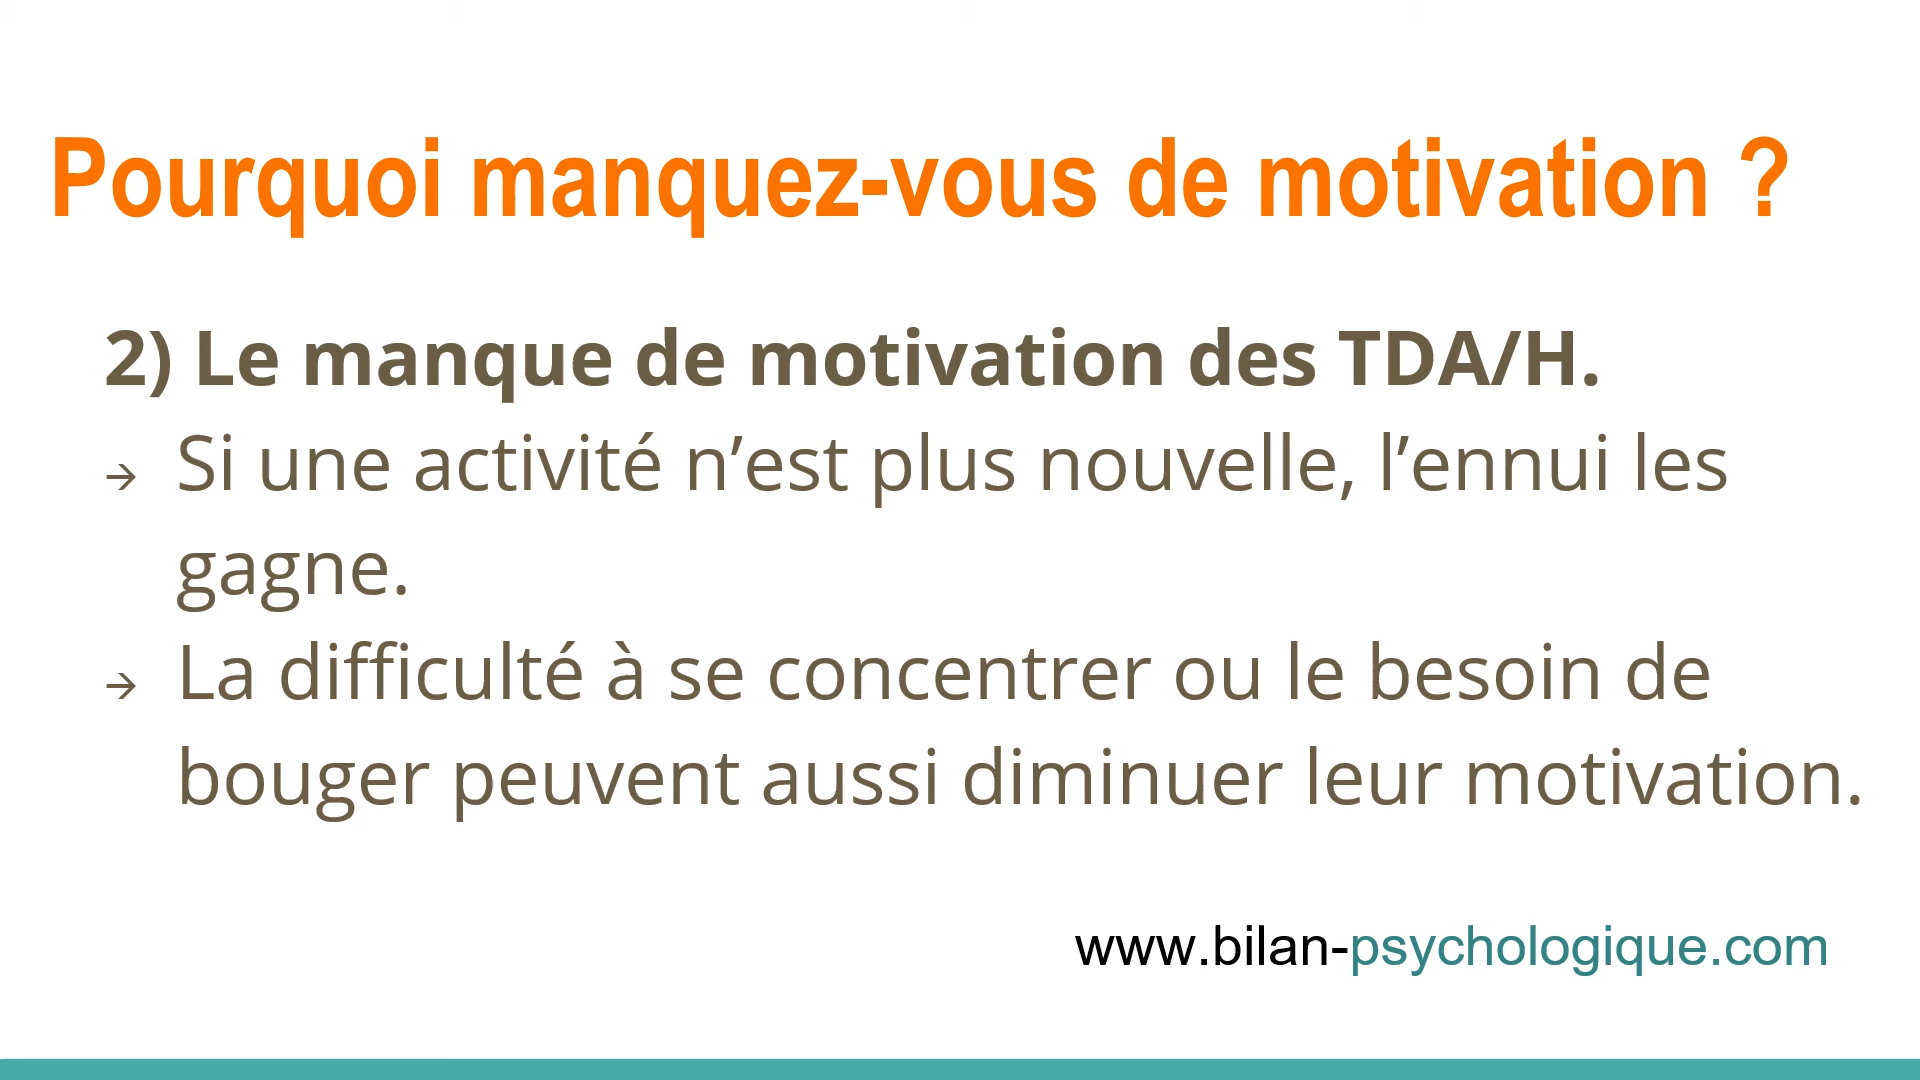 Pourquoi manquez-vous de motivation ?
2) Le manque de motivation des TDA/H.
→ Si une activité n’est plus nouvelle, l’ennui les
gagne.
→ La difficulté à se concentrer ou le besoin de
bouger peuvent aussi diminuer leur motivation.
www.bilan-psychologique.com